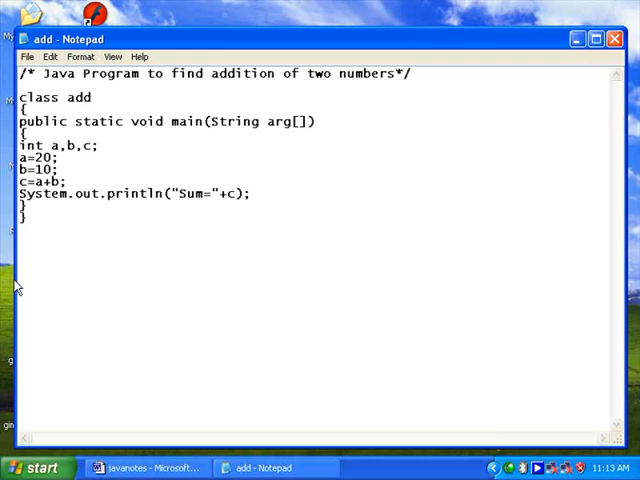 add - Notepad
File Edit Format View Help
/* Java Program to find addition of two numbers*/
class add
{
public static void main(String arg[])
{
int a,b,c;
a=20;
b=10;
c=a+b;
System.out.println("Sum="+c);
}
}
start
javanotes - Microsoft...
add - Notepad
11:13 AM